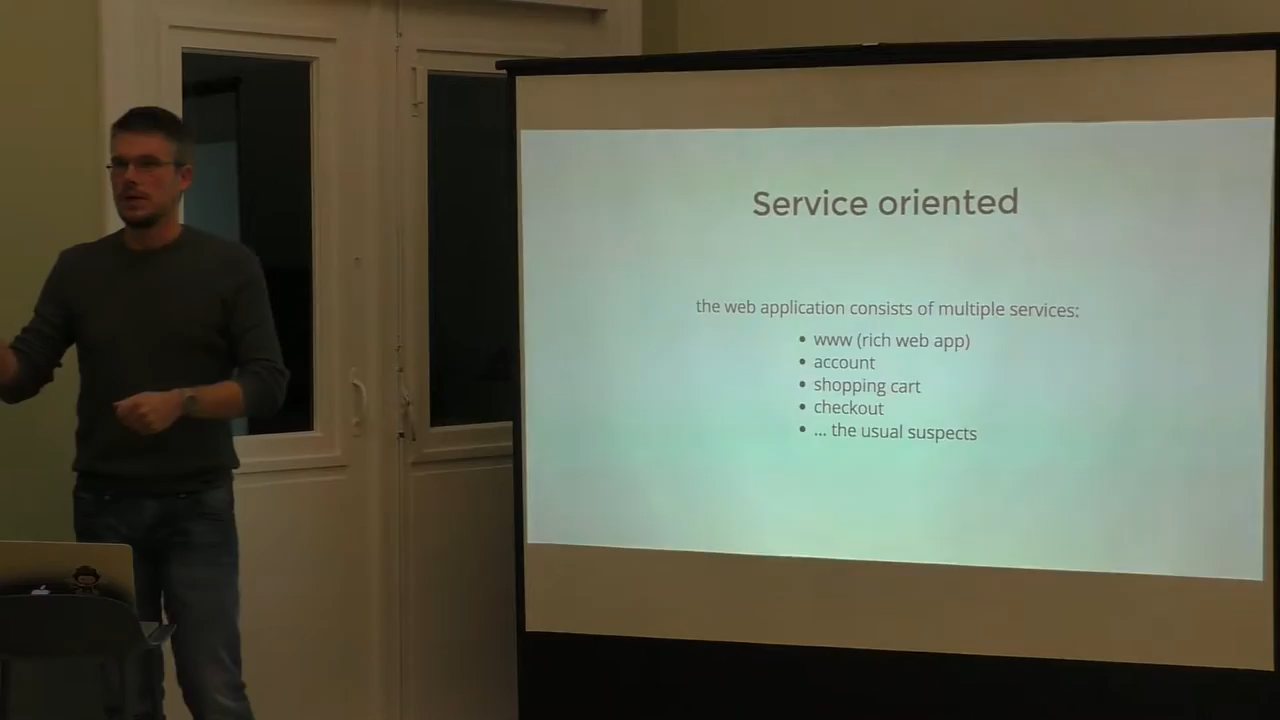 Service oriented
the web application consists of multiple services:
• www (rich web app)
• account
• shopping cart
• checkout
• ... the usual suspects